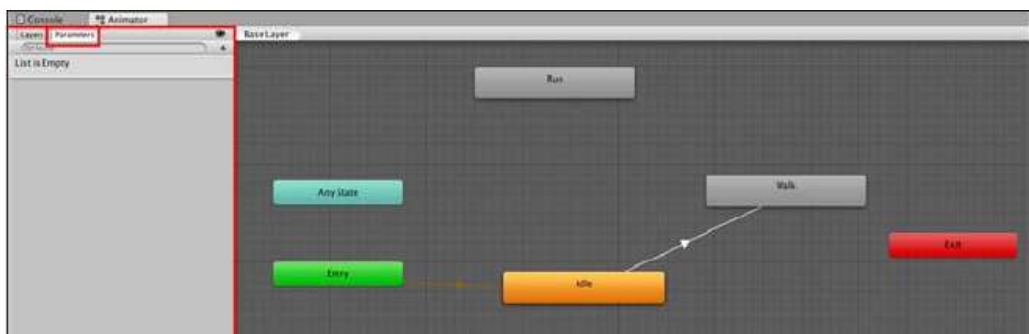 Console
Animator
Layers
Parameters
Base Layer
List is Empty
Run
Any State
Walk
Exit
Entry
Idle